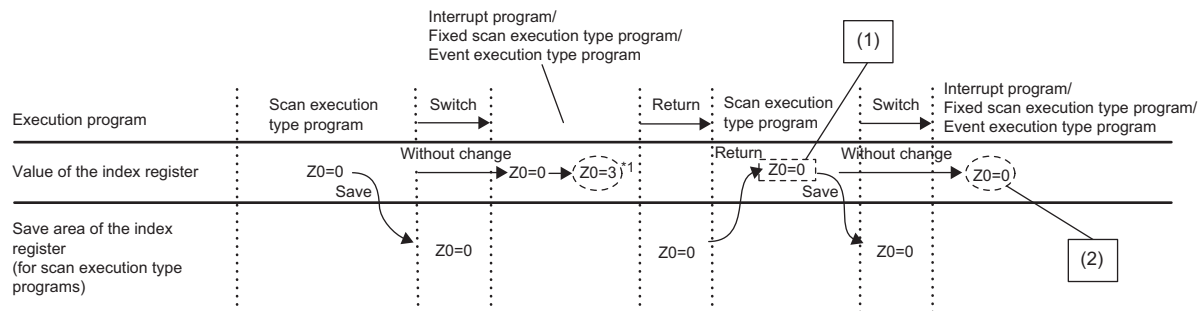 Interrupt program/
Fixed scan execution type program/
Event execution type program
(1)
Execution program
Scan execution
type program
Switch
Return
Scan execution
type program
Switch
Interrupt program/
Fixed scan execution type program/
Event execution type program
Value of the index register
Z0=0
Save
Without change
Z0=0
Z0=3
*1
Return
Z0=0
Save
Without change
Z0=0
Save area of the index
register
(for scan execution type
programs)
Z0=0
Z0=0
Z0=0
(2)